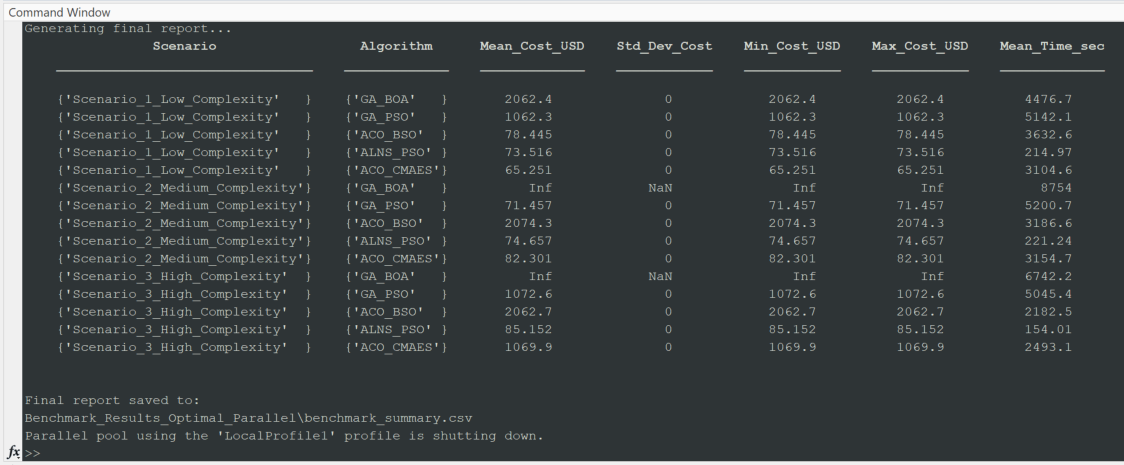 Command Window
Generating final report...
Scenario Algorithm Mean_Cost_USD Std_Dev_Cost Min_Cost_USD Max_Cost_USD Mean_Time_sec
{'Scenario_1_Low_Complexity' } {'GA_BOA' } 2062.4 0 2062.4 2062.4 4476.7
{'Scenario_1_Low_Complexity' } {'GA_PSO' } 1062.3 0 1062.3 1062.3 5142.1
{'Scenario_1_Low_Complexity' } {'ACO_BSO' } 78.445 0 78.445 78.445 3632.6
{'Scenario_1_Low_Complexity' } {'ALNS_PSO' } 73.516 0 73.516 73.516 214.97
{'Scenario_1_Low_Complexity' } {'ACO_CMAES'} 65.251 0 65.251 65.251 3104.6
{'Scenario_2_Medium_Complexity'} {'GA_BOA' } Inf NaN Inf Inf 8754
{'Scenario_2_Medium_Complexity'} {'GA_PSO' } 71.457 0 71.457 71.457 5200.7
{'Scenario_2_Medium_Complexity'} {'ACO_BSO' } 2074.3 0 2074.3 2074.3 3186.6
{'Scenario_2_Medium_Complexity'} {'ALNS_PSO' } 74.657 0 74.657 74.657 221.24
{'Scenario_2_Medium_Complexity'} {'ACO_CMAES'} 82.301 0 82.301 82.301 3154.7
{'Scenario_3_High_Complexity' } {'GA_BOA' } Inf NaN Inf Inf 6742.2
{'Scenario_3_High_Complexity' } {'GA_PSO' } 1072.6 0 1072.6 1072.6 5045.4
{'Scenario_3_High_Complexity' } {'ACO_BSO' } 2062.7 0 2062.7 2062.7 2182.5
{'Scenario_3_High_Complexity' } {'ALNS_PSO' } 85.152 0 85.152 85.152 154.01
{'Scenario_3_High_Complexity' } {'ACO_CMAES'} 1069.9 0 1069.9 1069.9 2493.1
Final report saved to:
Benchmark_Results_Optimal_Parallel\benchmark_summary.csv
Parallel pool using the 'LocalProfile1' profile is shutting down.
fx >>